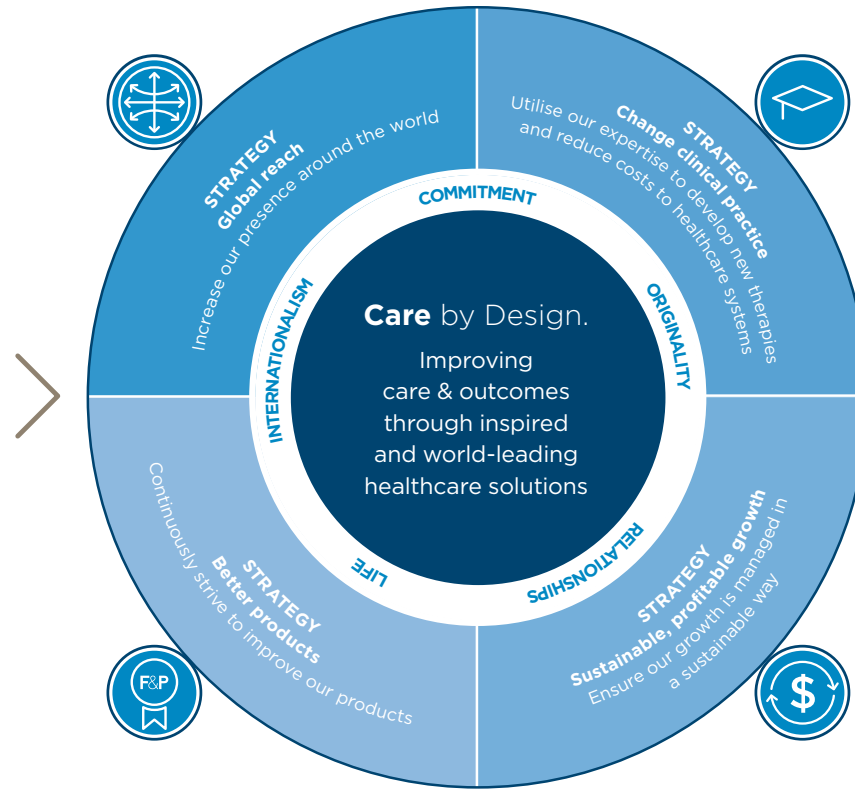 STRATEGY
Global reach
Increase our presence around the world
STRATEGY
Change clinical practice
Utilise our expertise to develop new therapies
and reduce costs to healthcare systems
COMMITMENT
ORIGINALITY
RELATIONSHIPS
LIFE
INTERNATIONALISM
Care by Design.
Improving
care & outcomes
through inspired
and world-leading
healthcare solutions
STRATEGY
Better products
Continuously strive to improve our products
STRATEGY
Sustainable, profitable growth
Ensure our growth is managed in
a sustainable way
F&P
$